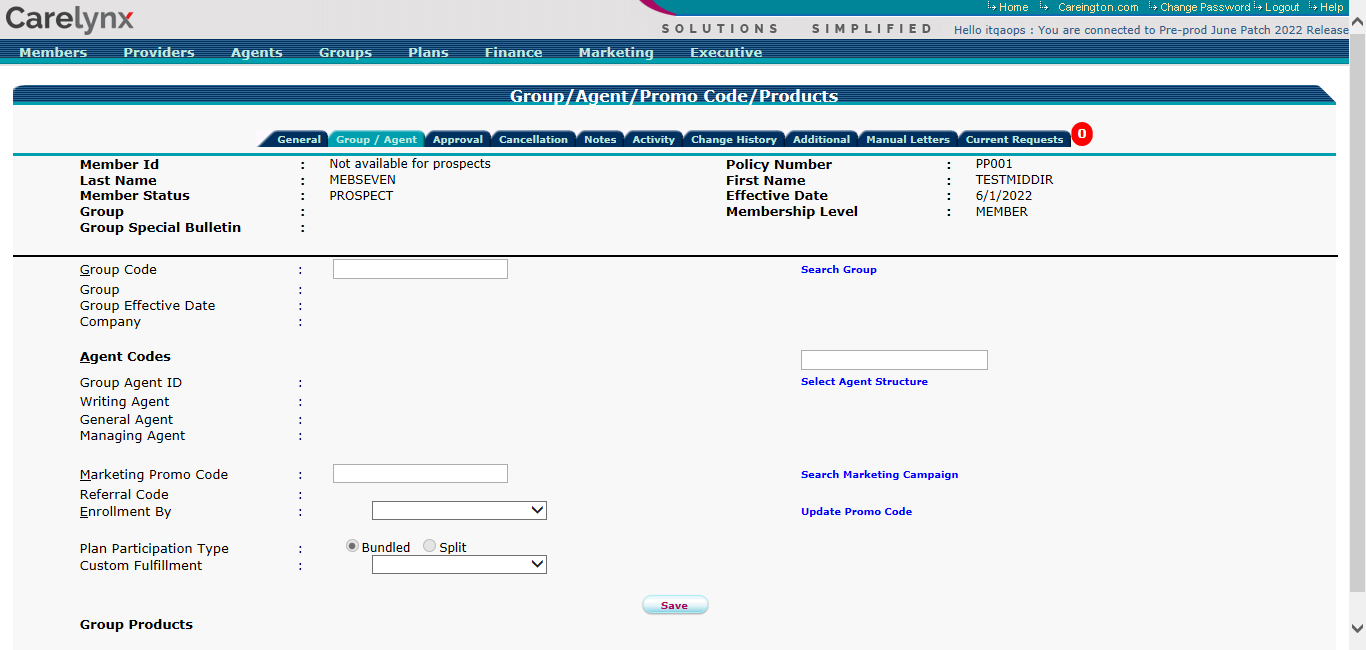 Carelynx
Home Careington.com Change Password Logout Help
SOLUTIONS SIMPLIFIED
Hello itqaops : You are connected to Pre-prod June Patch 2022 Release
Members Providers Agents Groups Plans Finance Marketing Executive
Group/Agent/Promo Code/Products
General Group / Agent Approval Cancellation Notes Activity Change History Additional Manual Letters Current Requests 0
Member Id : Not available for prospects Policy Number : PP001
Last Name : MEBSEVEN First Name : TESTMIDDIR
Member Status : PROSPECT Effective Date : 6/1/2022
Group : Membership Level : MEMBER
Group Special Bulletin :
Group Code : Search Group
Group :
Group Effective Date :
Company :
Agent Codes
Group Agent ID : Select Agent Structure
Writing Agent :
General Agent :
Managing Agent :
Marketing Promo Code : Search Marketing Campaign
Referral Code :
Enrollment By : Update Promo Code
Plan Participation Type : Bundled Split
Custom Fulfillment :
Save
Group Products